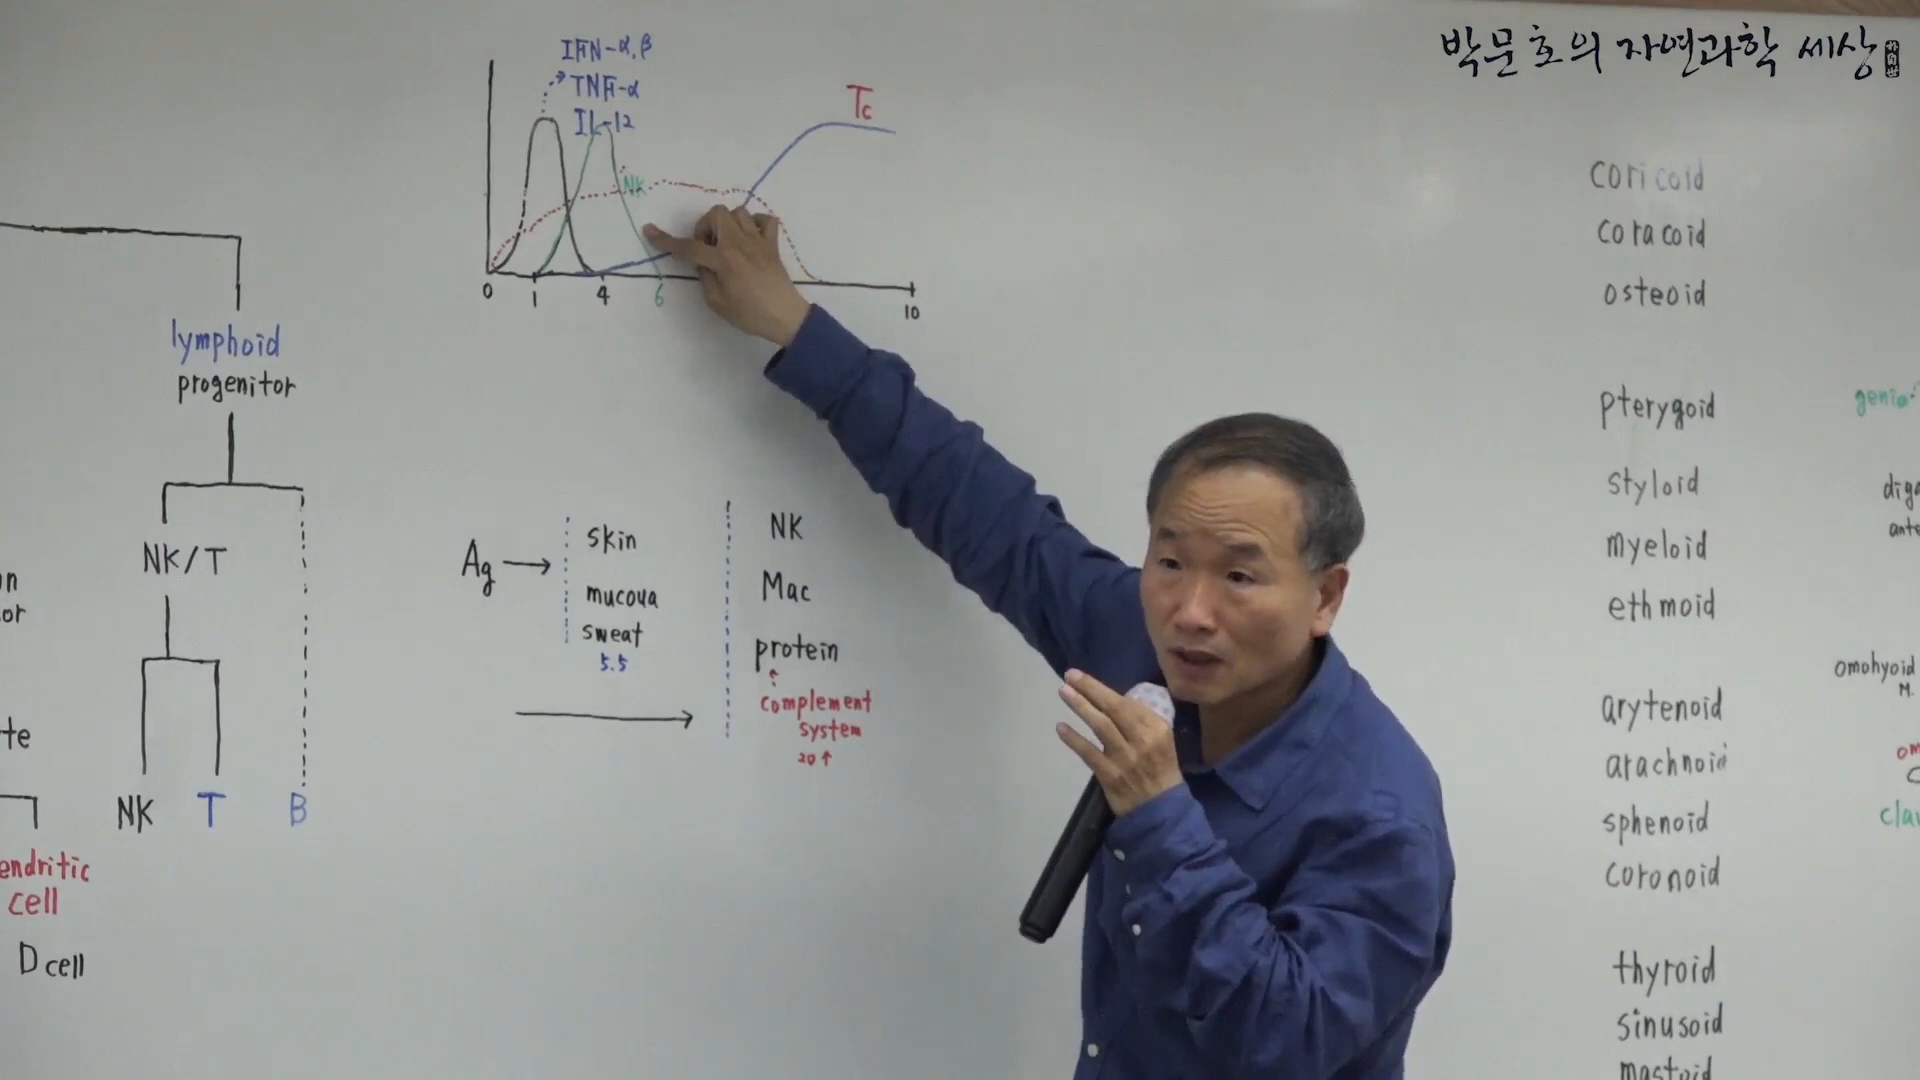 박문호의 자연과학 세상
IFN-α,β
TNF-α
IL-12
Tc
NK
0 1 4 6 10
lymphoid
progenitor
NK/T
NK T B
endritic
cell
D cell
Ag
skin
mucoua
sweat
5.5
NK
Mac
protein
complement
system
20↑
coricoid
coracoid
osteoid
pterygoid
styloid
myeloid
ethmoid
arytenoid
arachnoid
sphenoid
coronoid
thyroid
sinusoid
mastoid
genio
omohyoid
M.